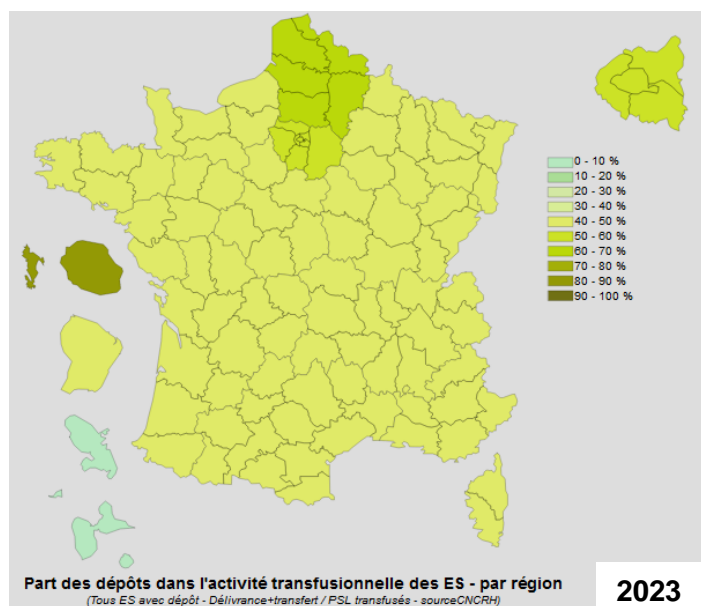 0 - 10 %
10 - 20 %
20 - 30 %
30 - 40 %
40 - 50 %
50 - 60 %
60 - 70 %
70 - 80 %
80 - 90 %
90 - 100 %
Part des dépôts dans l'activité transfusionnelle des ES - par région
(Tous ES avec dépôt - Délivrance+transfert / PSL transfusés - sourceCNCRH)
2023